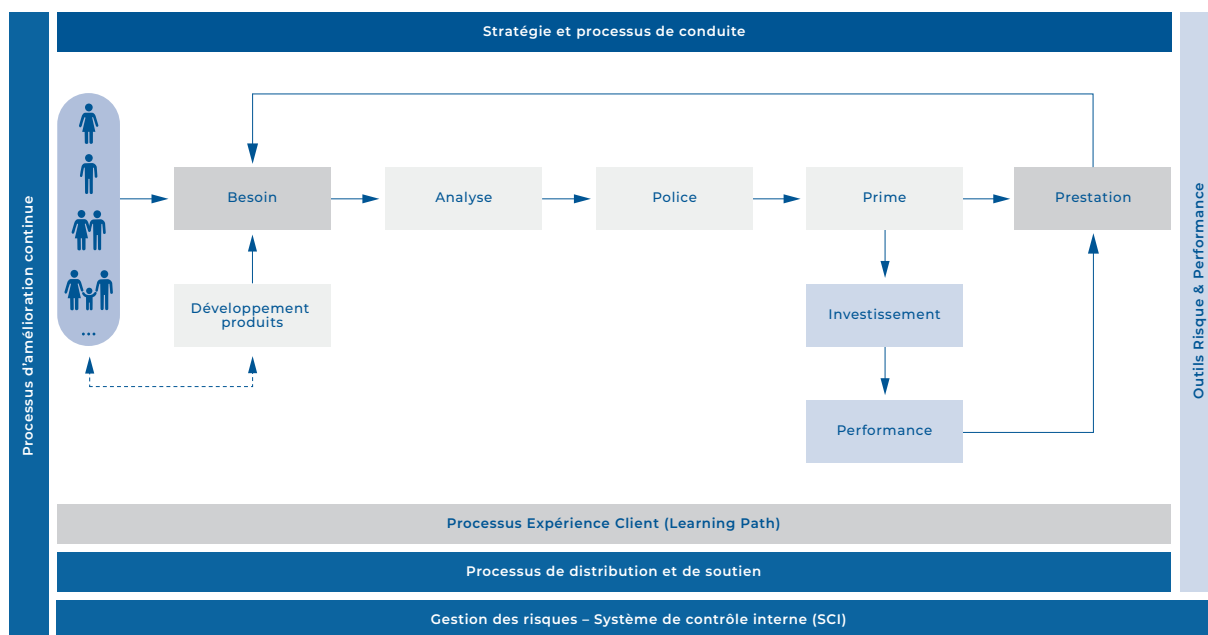 Stratégie et processus de conduite
Processus d'amélioration continue
Outils Risque & Performance
Besoin
Analyse
Police
Prime
Prestation
Développement
produits
Investissement
...
Performance
Processus Expérience Client (Learning Path)
Processus de distribution et de soutien
Gestion des risques – Système de contrôle interne (SCI)